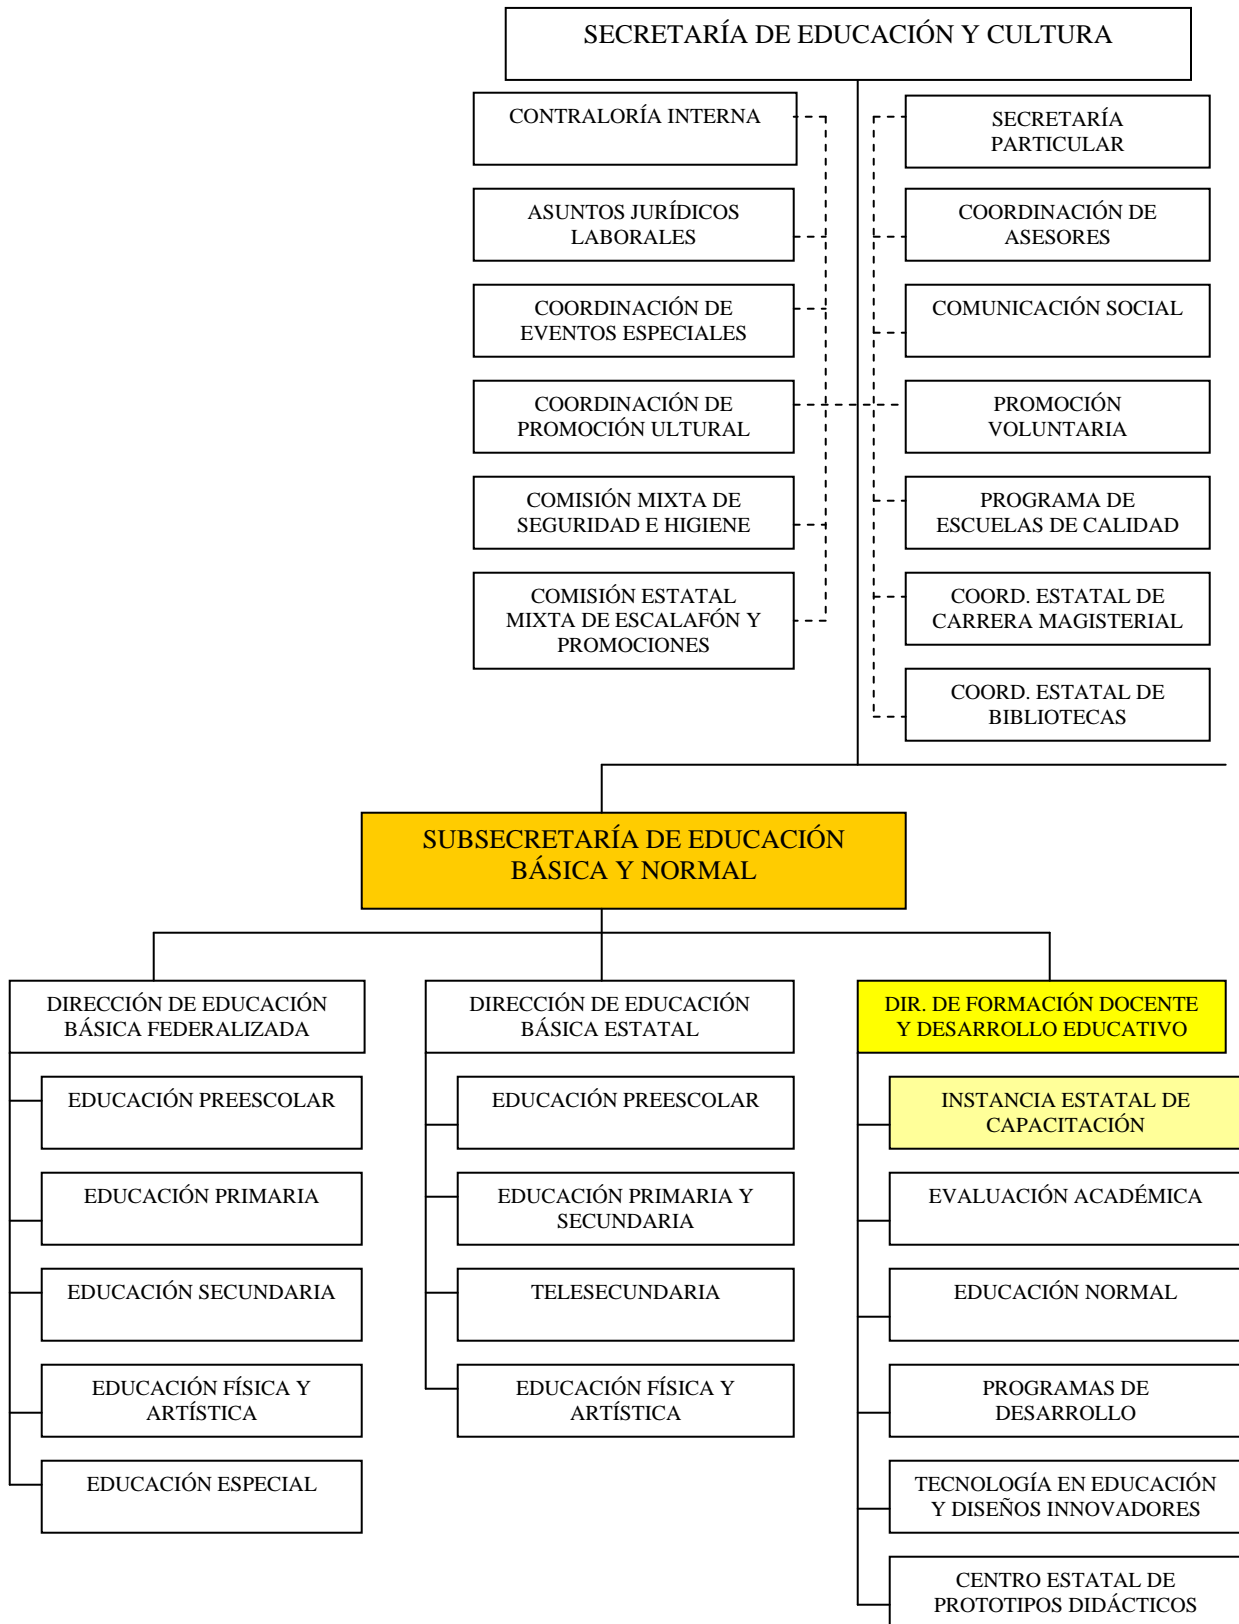 SECRETARÍA DE EDUCACIÓN Y CULTURA
CONTRALORÍA INTERNA
SECRETARÍA
PARTICULAR
ASUNTOS JURÍDICOS
LABORALES
COORDINACIÓN DE
ASESORES
COORDINACIÓN DE
EVENTOS ESPECIALES
COMUNICACIÓN SOCIAL
COORDINACIÓN DE
PROMOCIÓN ULTURAL
PROMOCIÓN
VOLUNTARIA
COMISIÓN MIXTA DE
SEGURIDAD E HIGIENE
PROGRAMA DE
ESCUELAS DE CALIDAD
COMISIÓN ESTATAL
MIXTA DE ESCALAFÓN Y
PROMOCIONES
COORD. ESTATAL DE
CARRERA MAGISTERIAL
COORD. ESTATAL DE
BIBLIOTECAS
SUBSECRETARÍA DE EDUCACIÓN
BÁSICA Y NORMAL
DIRECCIÓN DE EDUCACIÓN
BÁSICA FEDERALIZADA
EDUCACIÓN PREESCOLAR
EDUCACIÓN PRIMARIA
EDUCACIÓN SECUNDARIA
EDUCACIÓN FÍSICA Y
ARTÍSTICA
EDUCACIÓN ESPECIAL
DIRECCIÓN DE EDUCACIÓN
BÁSICA ESTATAL
EDUCACIÓN PREESCOLAR
EDUCACIÓN PRIMARIA Y
SECUNDARIA
TELESECUNDARIA
EDUCACIÓN FÍSICA Y
ARTÍSTICA
DIR. DE FORMACIÓN DOCENTE
Y DESARROLLO EDUCATIVO
INSTANCIA ESTATAL DE
CAPACITACIÓN
EVALUACIÓN ACADÉMICA
EDUCACIÓN NORMAL
PROGRAMAS DE
DESARROLLO
TECNOLOGÍA EN EDUCACIÓN
Y DISEÑOS INNOVADORES
CENTRO ESTATAL DE
PROTOTIPOS DIDÁCTICOS